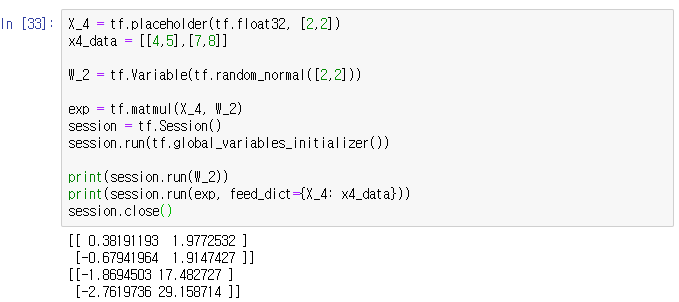 In [33]:
X_4 = tf.placeholder(tf.float32, [2,2])
x4_data = [[4,5],[7,8]]
W_2 = tf.Variable(tf.random_normal([2,2]))
exp = tf.matmul(X_4, W_2)
session = tf.Session()
session.run(tf.global_variables_initializer())
print(session.run(W_2))
print(session.run(exp, feed_dict={X_4: x4_data}))
session.close()
[[ 0.38191193  1.9772532 ]
 [-0.67941964  1.9147427 ]]
[[-1.8694503 17.482727 ]
 [-2.7619736 29.158714 ]]